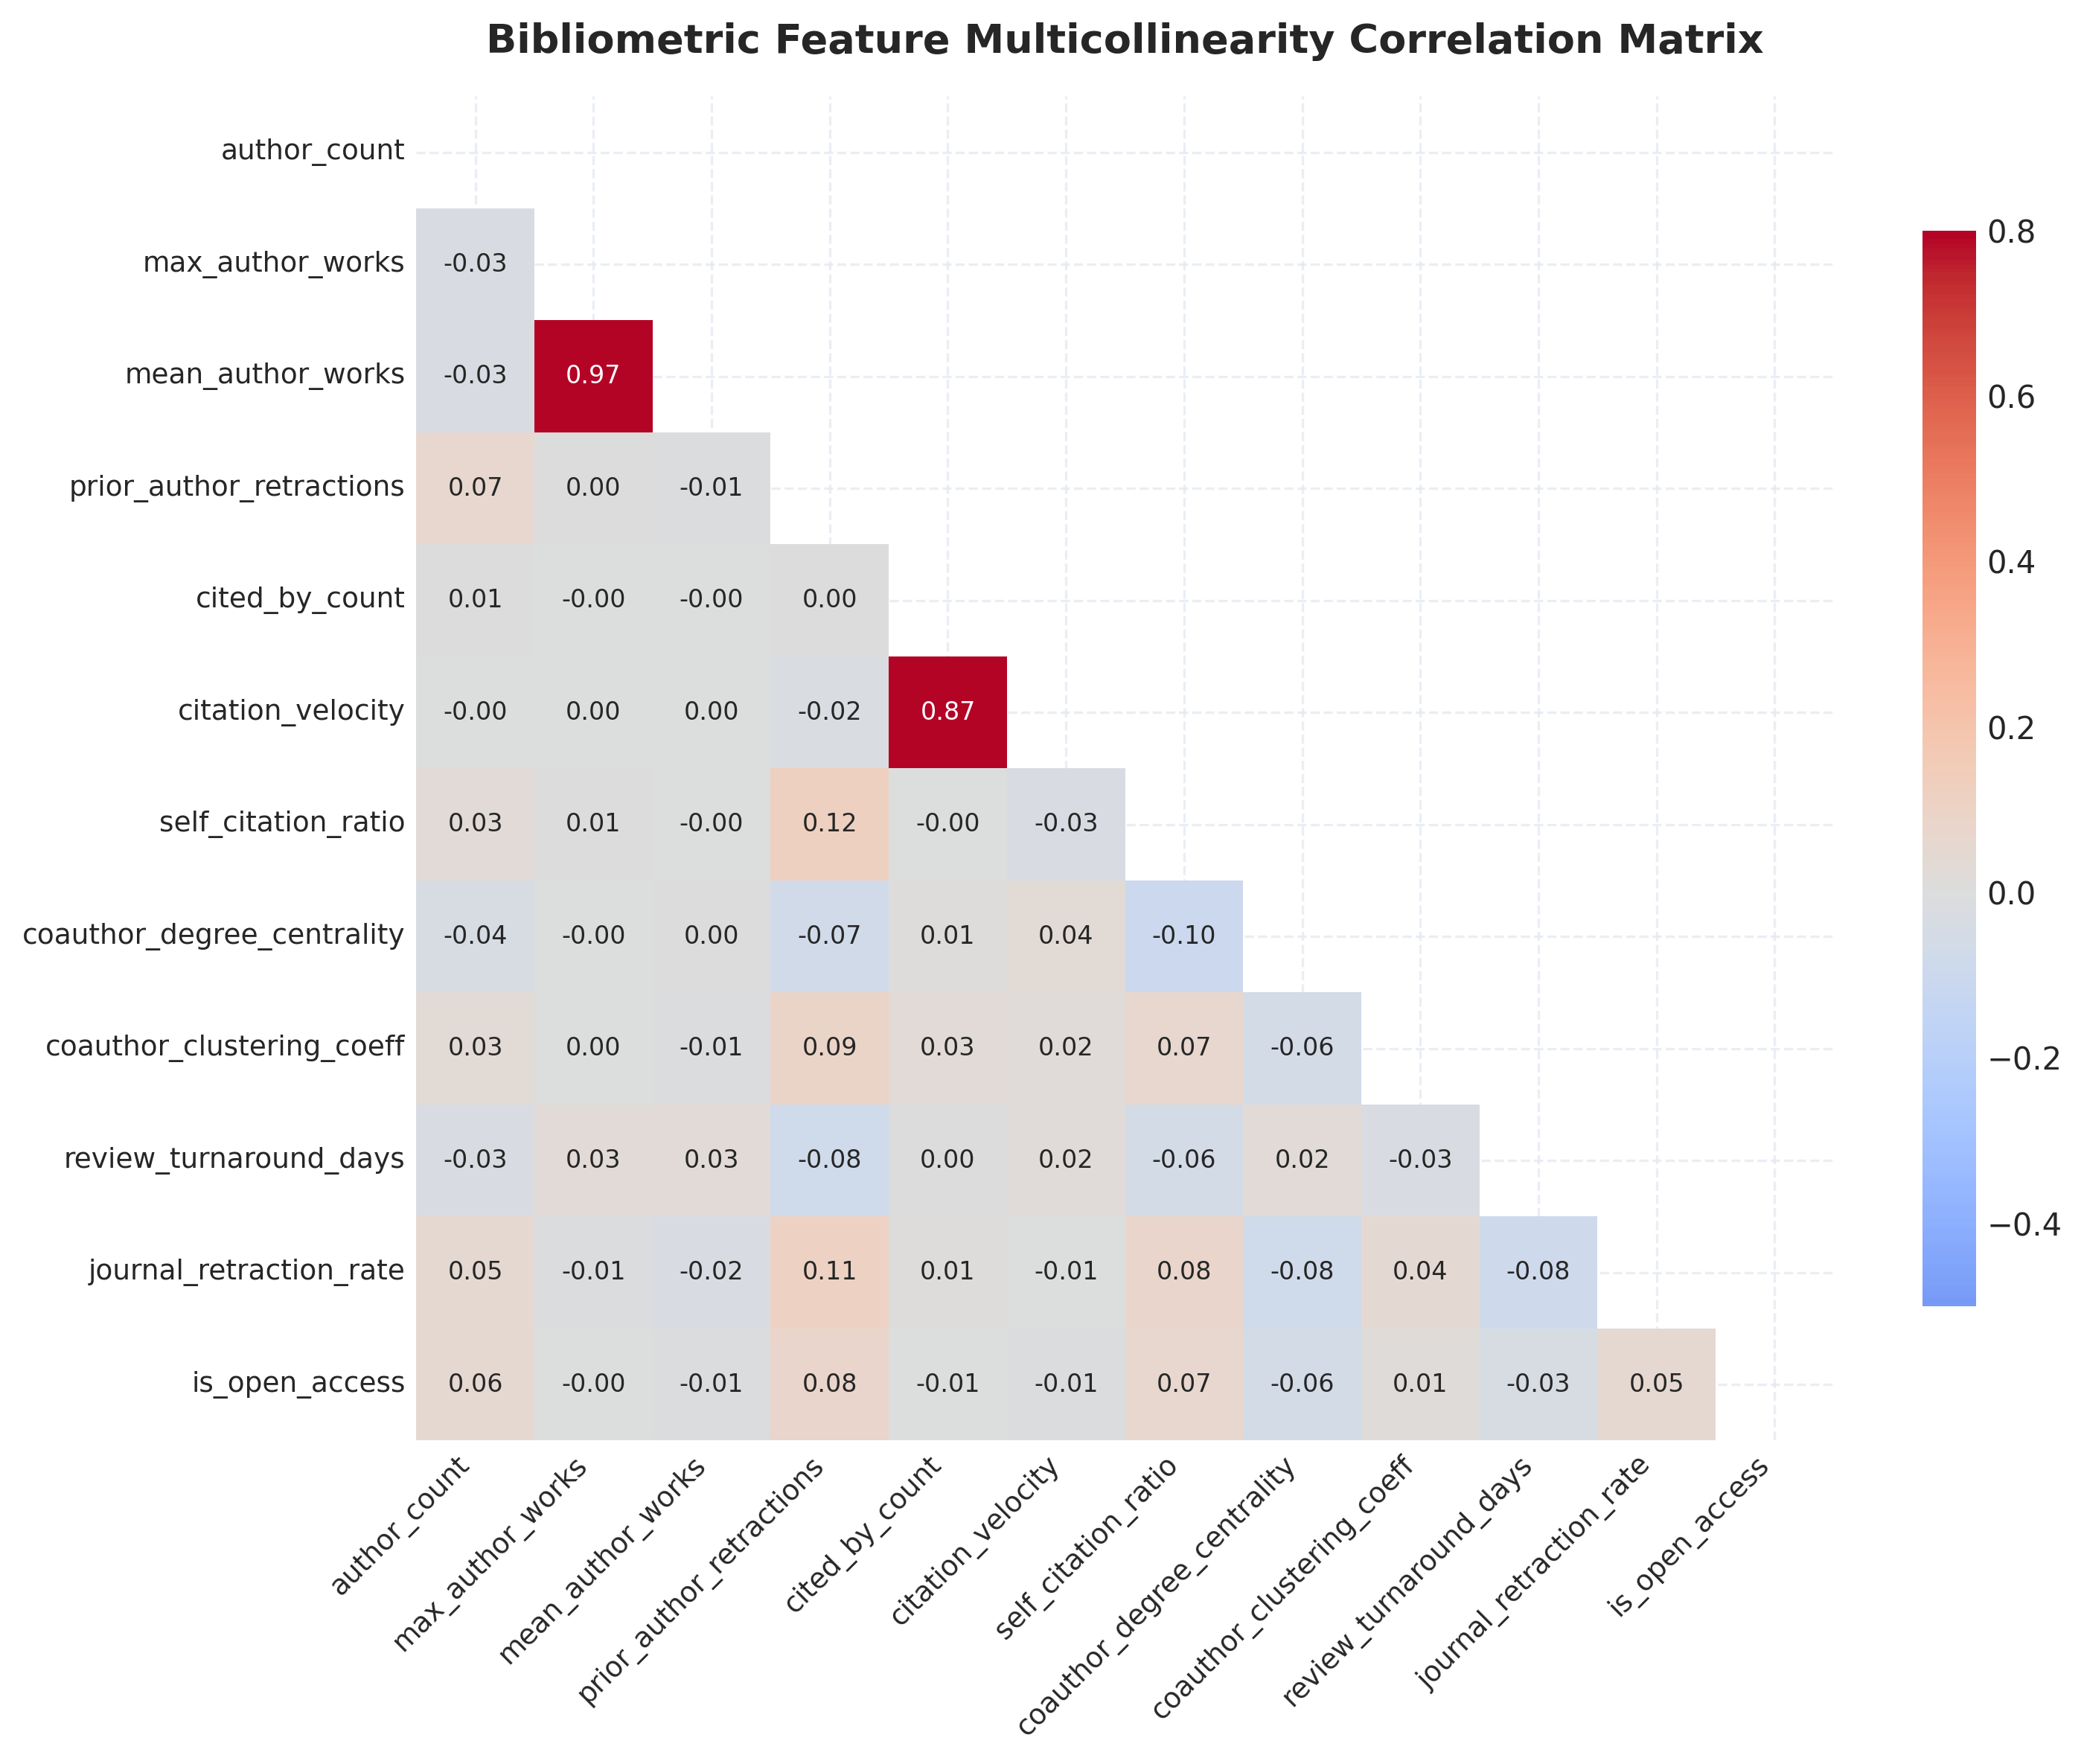 Bibliometric Feature Multicollinearity Correlation Matrix
author_count
max_author_works -0.03
mean_author_works -0.03 0.97
prior_author_retractions 0.07 0.00 -0.01
cited_by_count 0.01 -0.00 -0.00 0.00
citation_velocity -0.00 0.00 0.00 -0.02 0.87
self_citation_ratio 0.03 0.01 -0.00 0.12 -0.00 -0.03
coauthor_degree_centrality -0.04 -0.00 0.00 -0.07 0.01 0.04 -0.10
coauthor_clustering_coeff 0.03 0.00 -0.01 0.09 0.03 0.02 0.07 -0.06
review_turnaround_days -0.03 0.03 0.03 -0.08 0.00 0.02 -0.06 0.02 -0.03
journal_retraction_rate 0.05 -0.01 -0.02 0.11 0.01 -0.01 0.08 -0.08 0.04 -0.08
is_open_access 0.06 -0.00 -0.01 0.08 -0.01 -0.01 0.07 -0.06 0.01 -0.03 0.05
author_count
max_author_works
mean_author_works
prior_author_retractions
cited_by_count
citation_velocity
self_citation_ratio
coauthor_degree_centrality
coauthor_clustering_coeff
review_turnaround_days
journal_retraction_rate
is_open_access
0.8
0.6
0.4
0.2
0.0
−0.2
−0.4